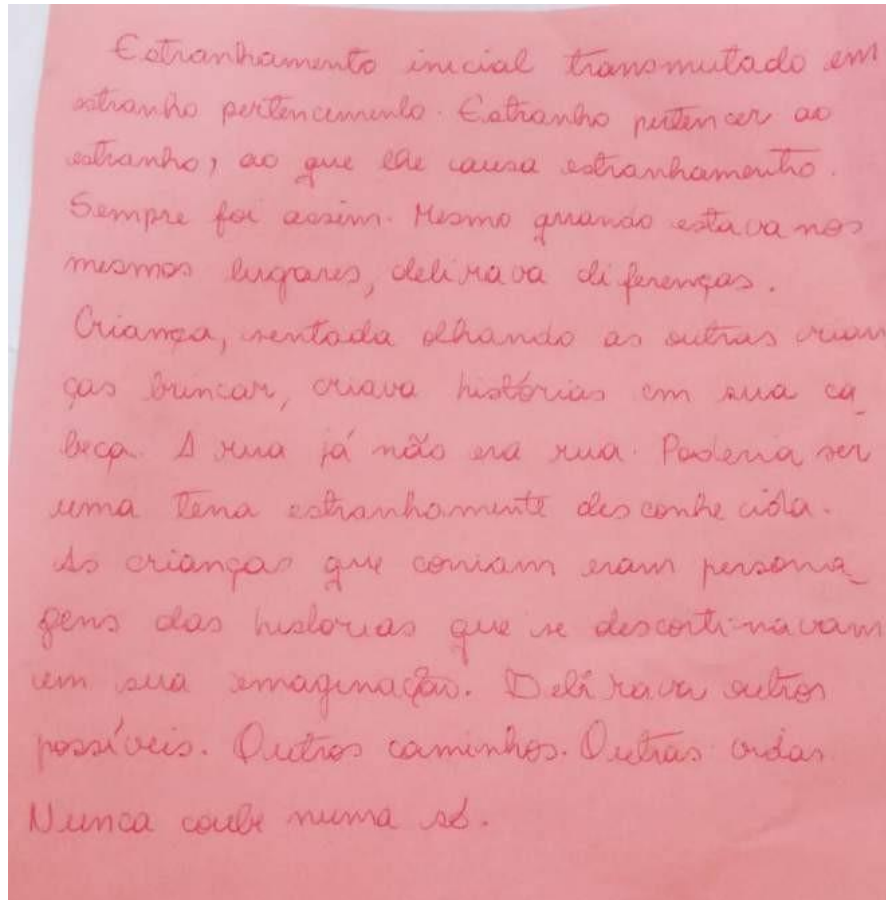 Estranhamento inicial transmutado em
estranho pertencimento. Estranho pertencer ao
estranho, ao que lhe causa estranhamento.
Sempre foi assim. Mesmo quando estava nos
mesmos lugares, delirava diferenças.
Criança, sentada olhando as outras crian
ças brincar, criava histórias em sua ca_
beça. A rua já não era rua. Poderia ser
uma terra estranhamente desconhecida.
As crianças que corriam eram persona_
gens das histórias que se descortinavam
em sua imaginação. Delirava outros
possíveis. Outros caminhos. Outras vidas
Nunca coube numa só.